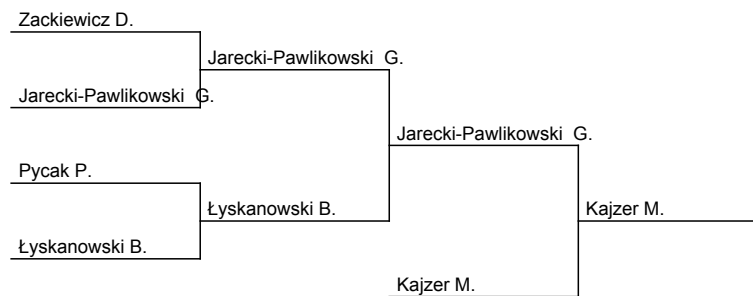 Zackiewicz D.
Jarecki-Pawlikowski  G.
Jarecki-Pawlikowski  G.
Jarecki-Pawlikowski  G.
Pycak P.
Łyskanowski B.
Kajzer M.
Łyskanowski B.
Kajzer M.